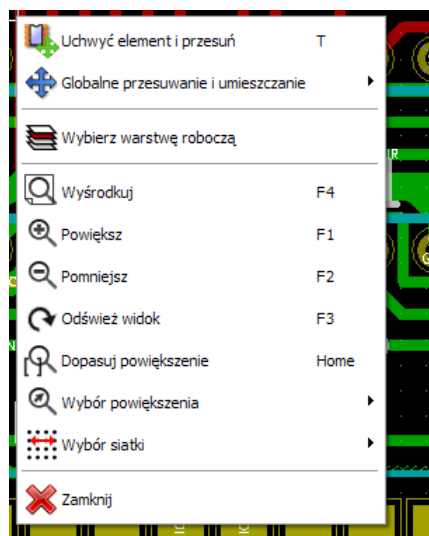 Uchwyć element i przesuń T
Globalne przesuwanie i umieszczanie
Wybierz warstwę roboczą
Wyśrodkuj F4
Powiększ F1
Pomniejsz F2
Odśwież widok F3
Dopasuj powiększenie Home
Wybór powiększenia
Wybór siatki
Zamknij